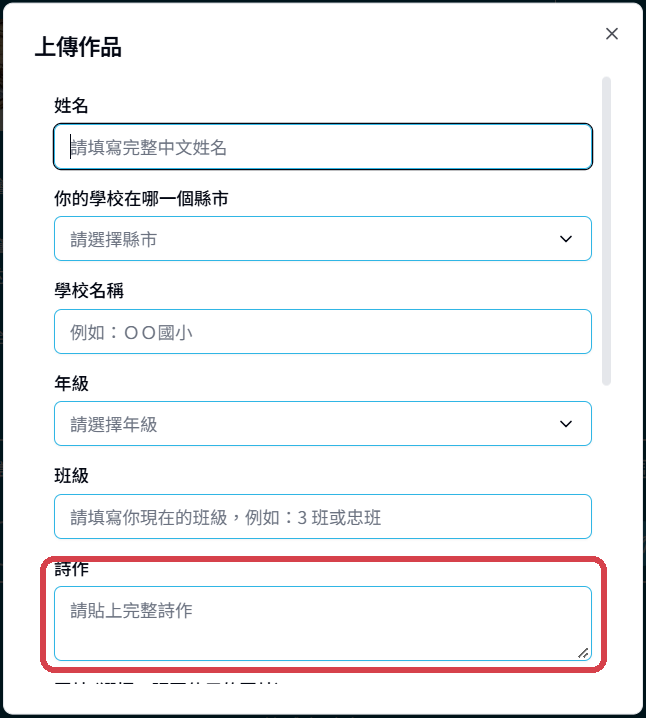 上傳作品
姓名
請填寫完整中文姓名
你的學校在哪一個縣市
請選擇縣市
學校名稱
例如：ＯＯ國小
年級
請選擇年級
班級
請填寫你現在的班級，例如：3 班或忠班
詩作
請貼上完整詩作